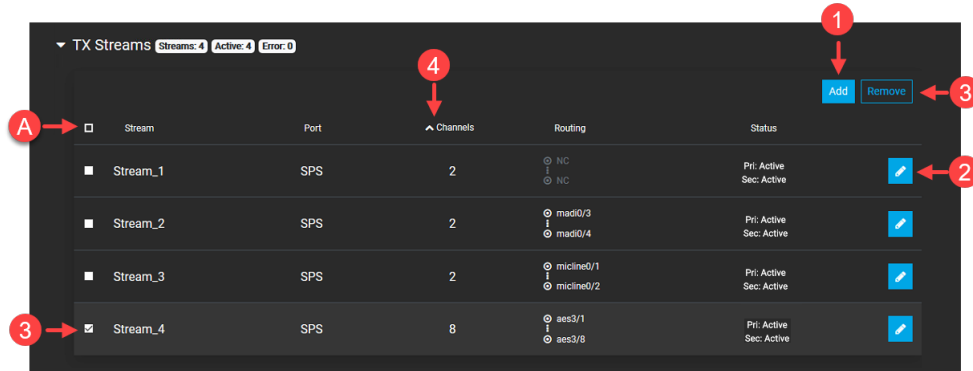 1
TX Streams Streams: 4 Active: 4 Error: 0
4
Add Remove 3
A Stream Port Channels Routing Status
Stream_1 SPS 2 NC NC Pri: Active Sec: Active 2
Stream_2 SPS 2 madi0/3 madi0/4 Pri: Active Sec: Active
Stream_3 SPS 2 micline0/1 micline0/2 Pri: Active Sec: Active
3 Stream_4 SPS 8 aes3/1 aes3/8 Pri: Active Sec: Active